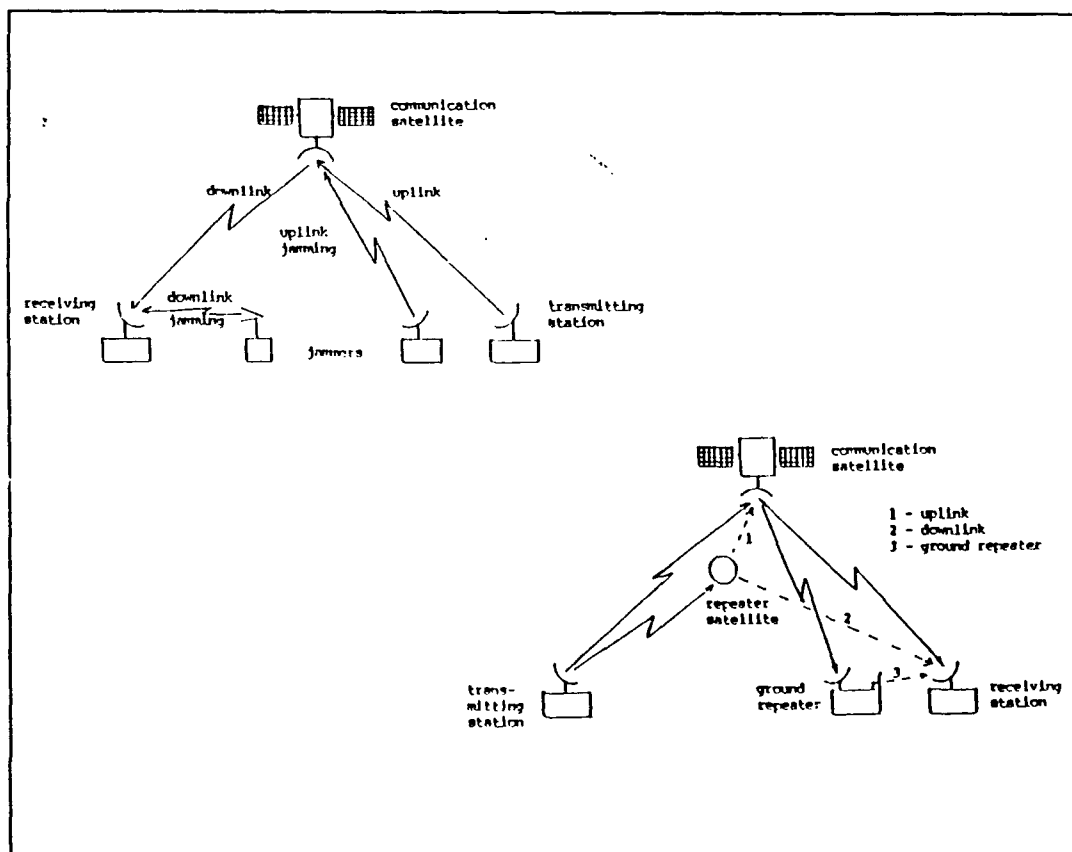 communication
satellite
downlink
uplink
uplink
jamming
receiving
station
downlink
jamming
jammers
transmitting
station
communication
satellite
1 - uplink
2 - downlink
3 - ground repeater
1
repeater
satellite
2
trans-
mitting
station
ground
repeater
3
receiving
station